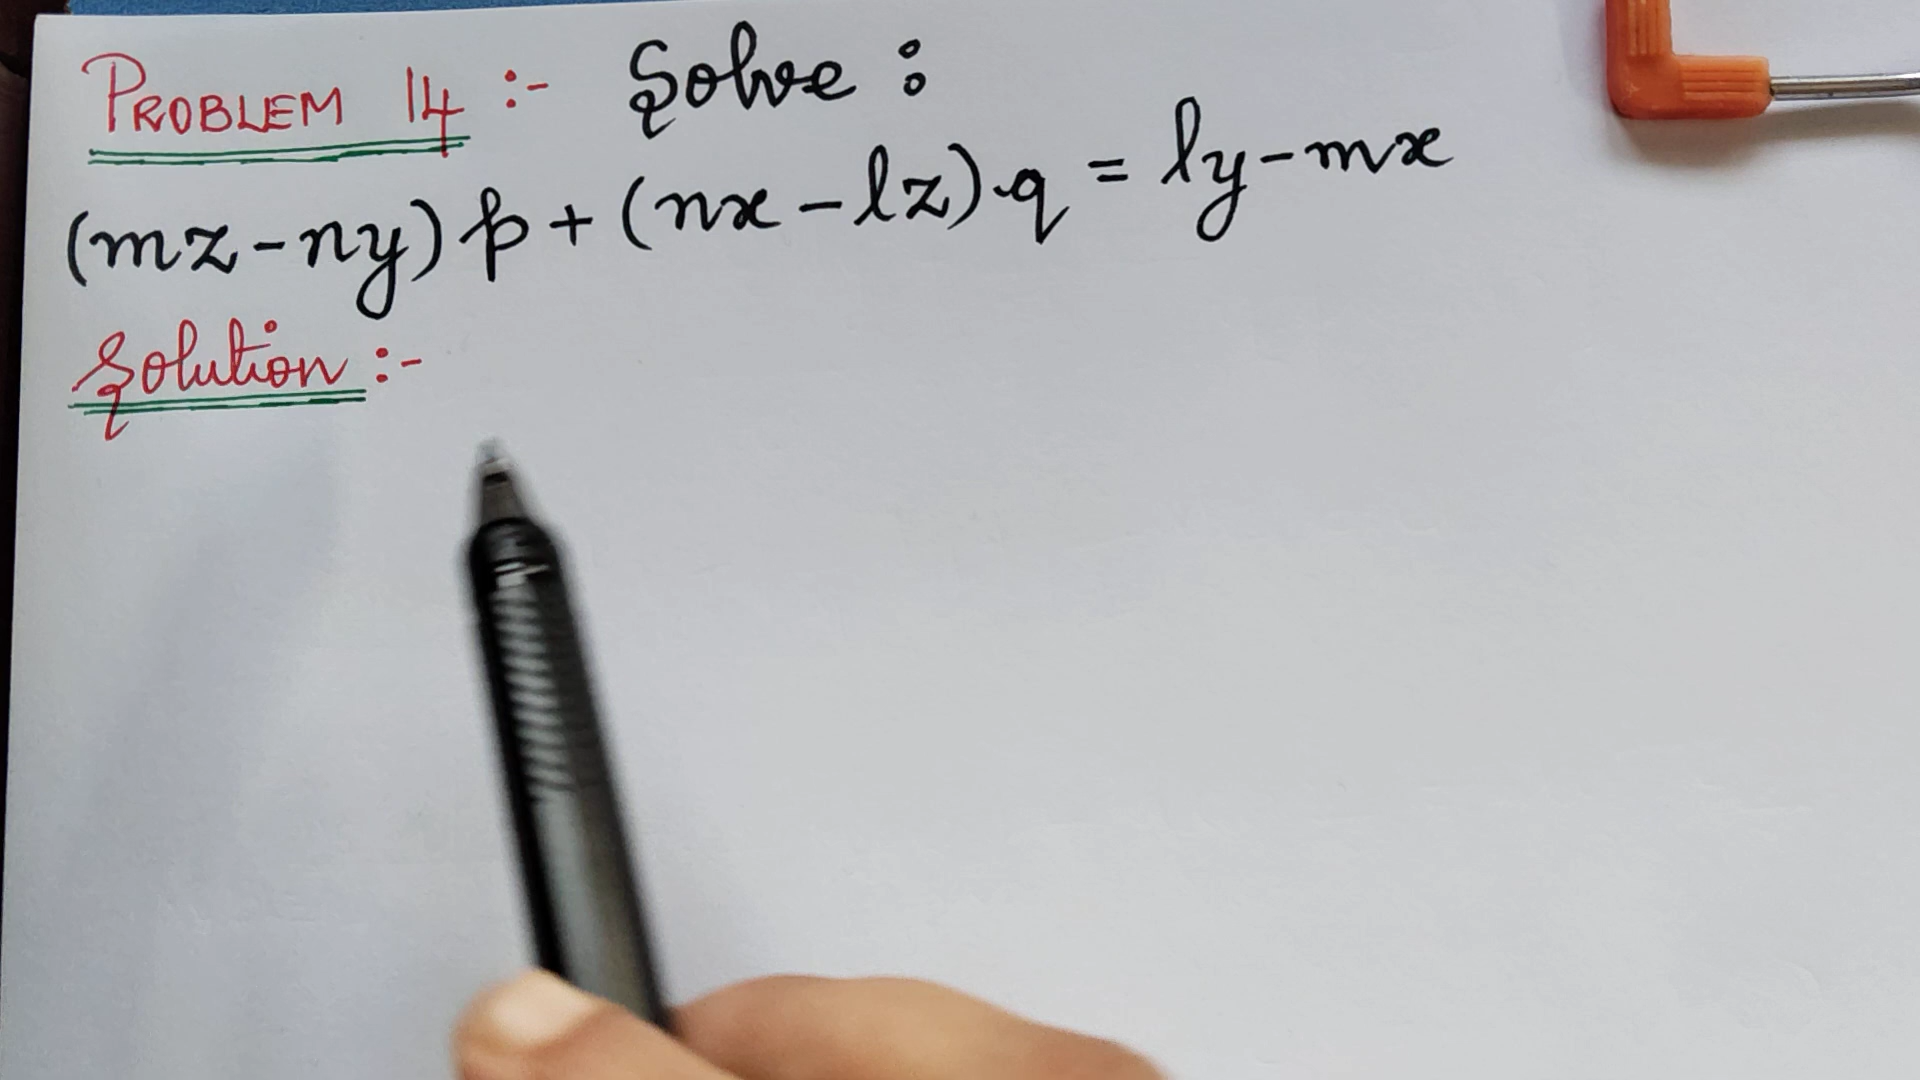 PROBLEM 14 :- Solve :
(mz-ny) p + (nx-lz).q = ly-mx
Solution :-